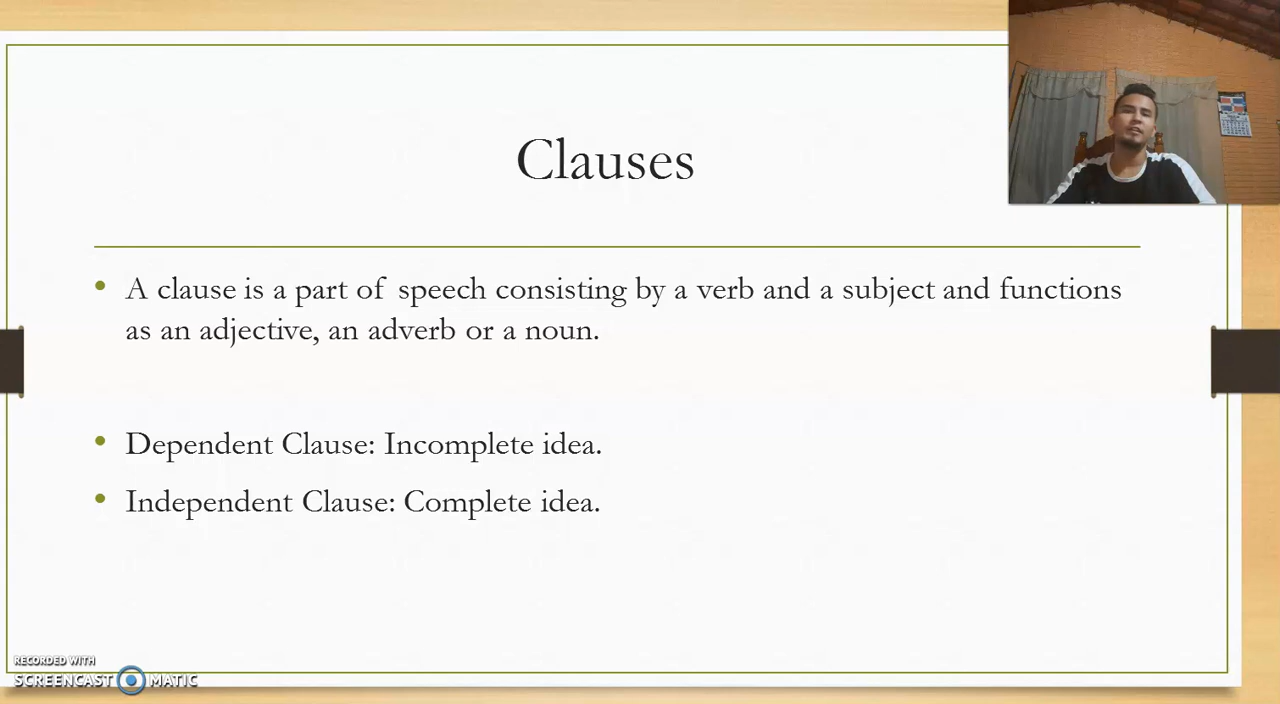 Clauses
• A clause is a part of speech consisting by a verb and a subject and functions
as an adjective, an adverb or a noun.
• Dependent Clause: Incomplete idea.
• Independent Clause: Complete idea.
RECORDED WITH
SCREENCAST MATIC